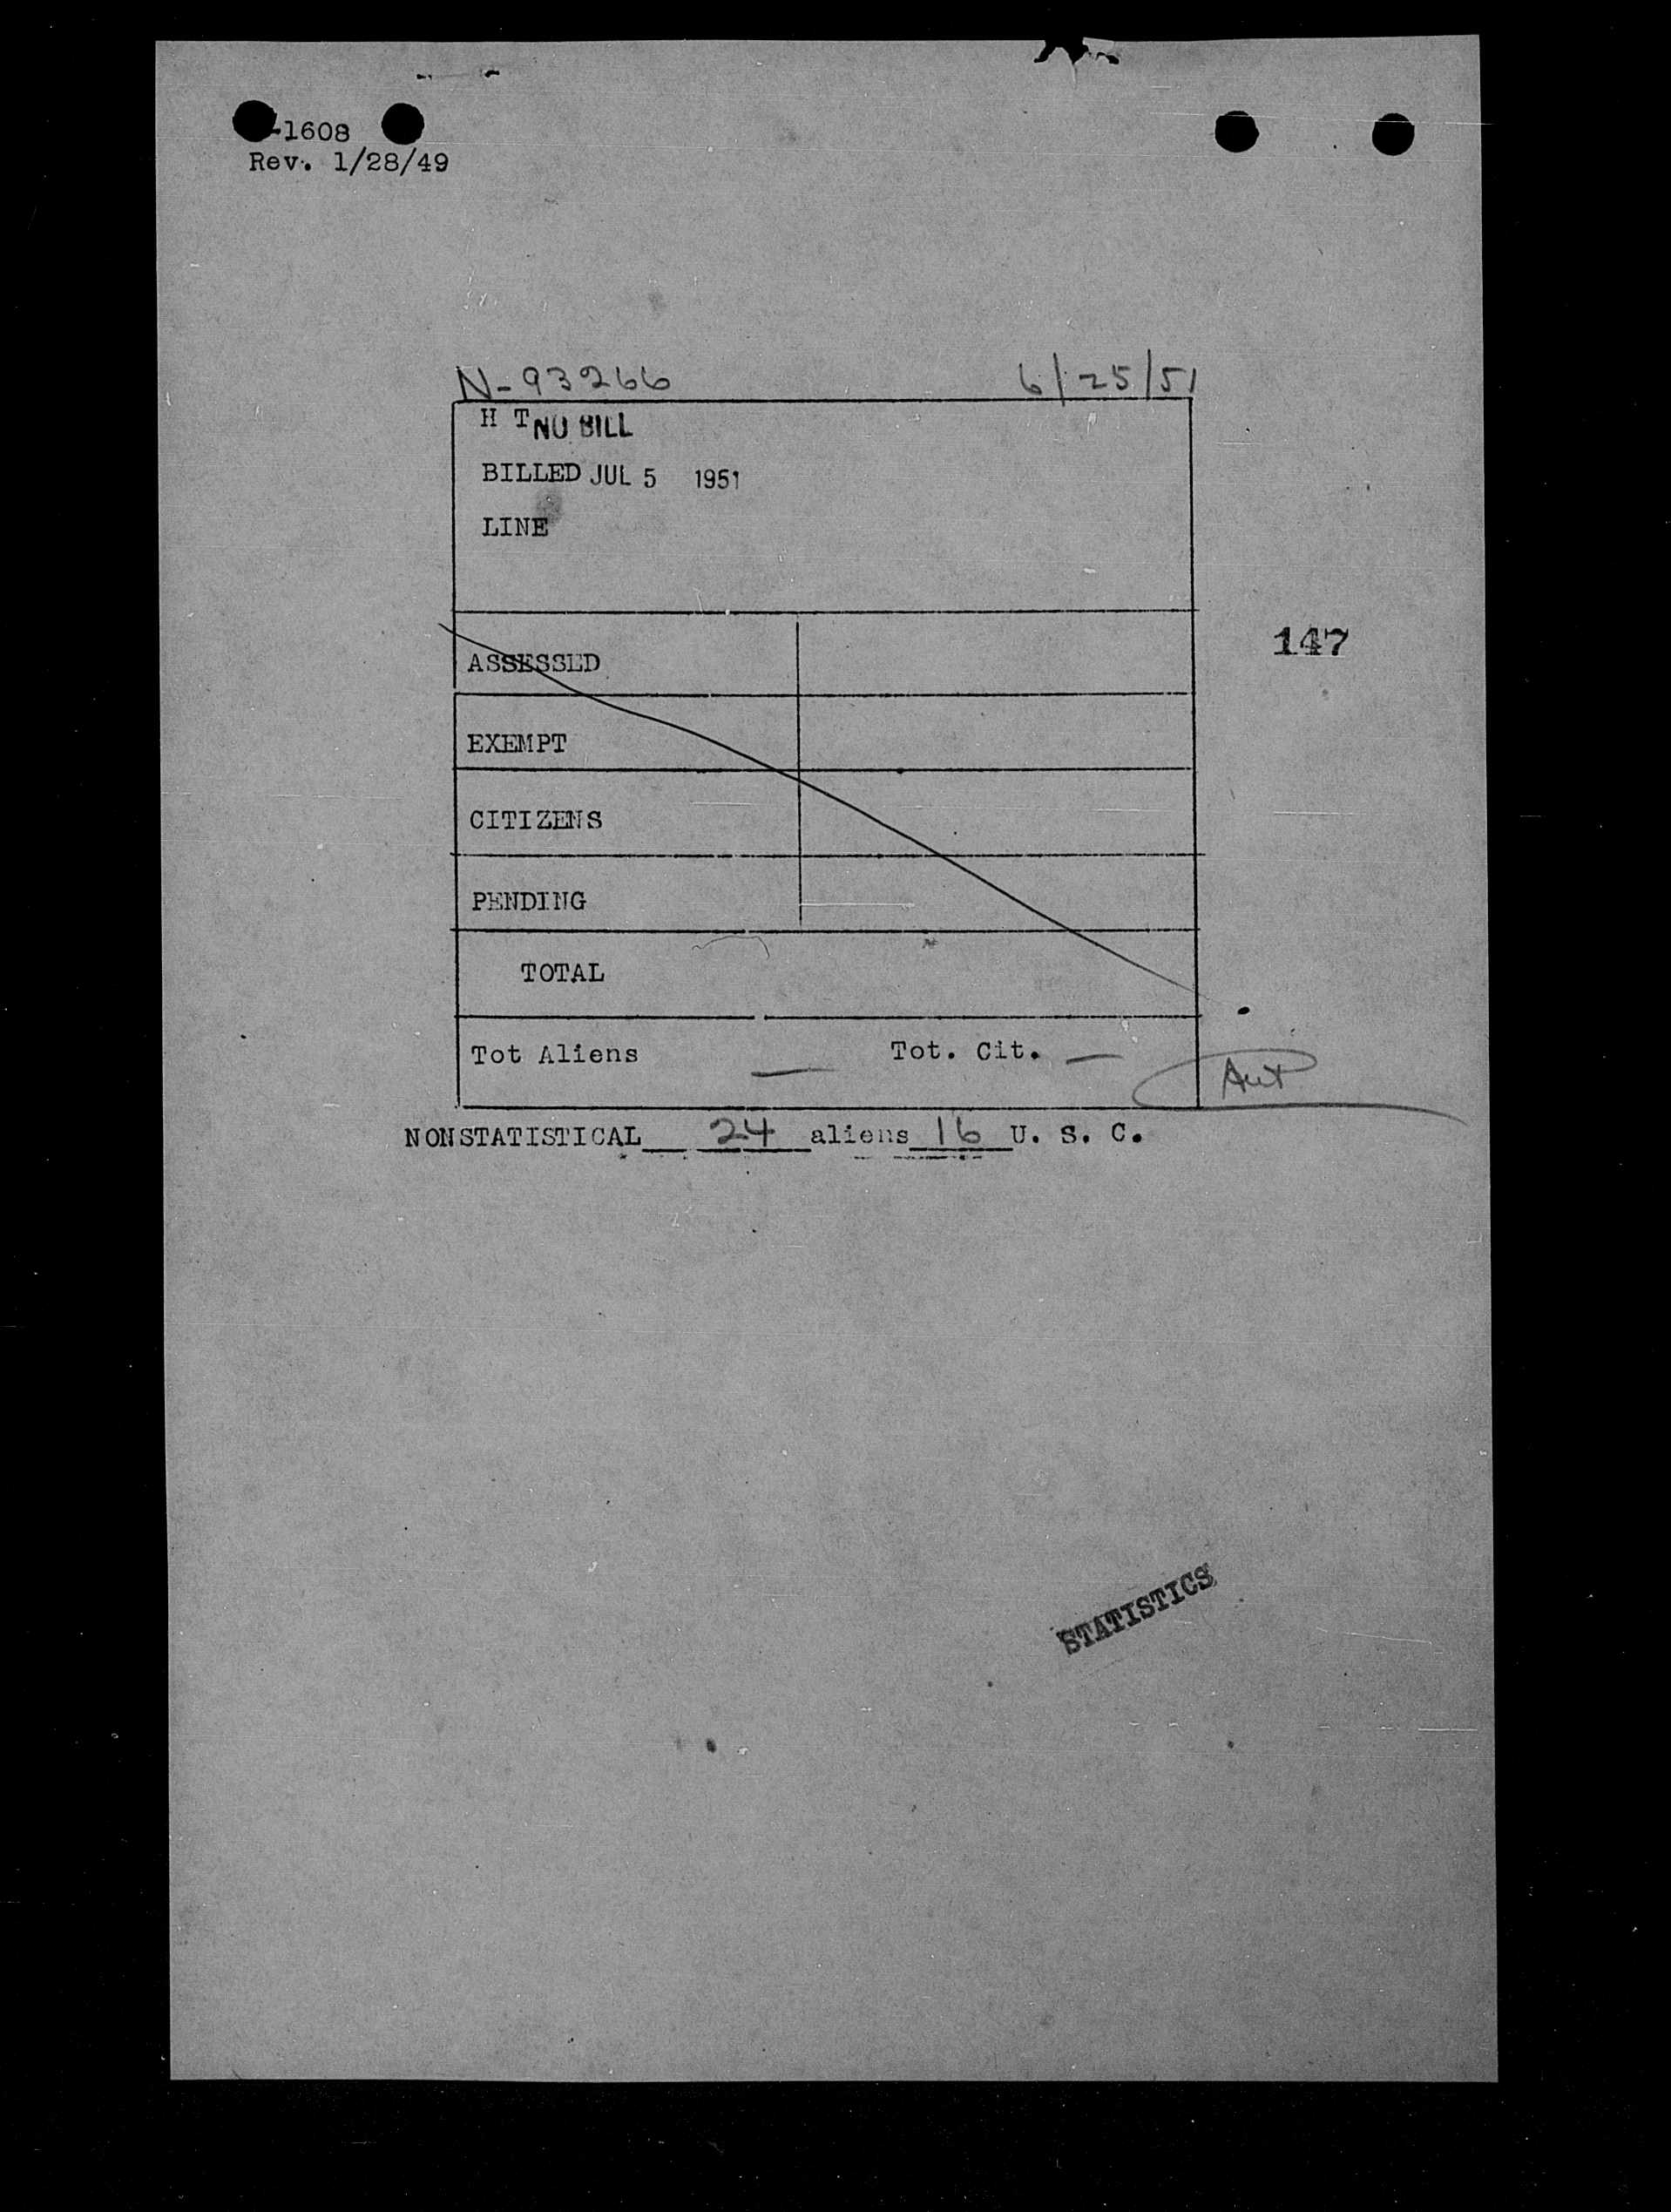 -1608
Rev. 1/28/49
N-93266 6/25/51
H T NO BILL
BILLED JUL 5 1951
LINE
147
ASSESSED
EXEMPT
CITIZENS
PENDING
TOTAL
Tot Aliens — Tot. Cit. —
NONSTATISTICAL 24 aliens 16 U. S. C.
STATISTICS